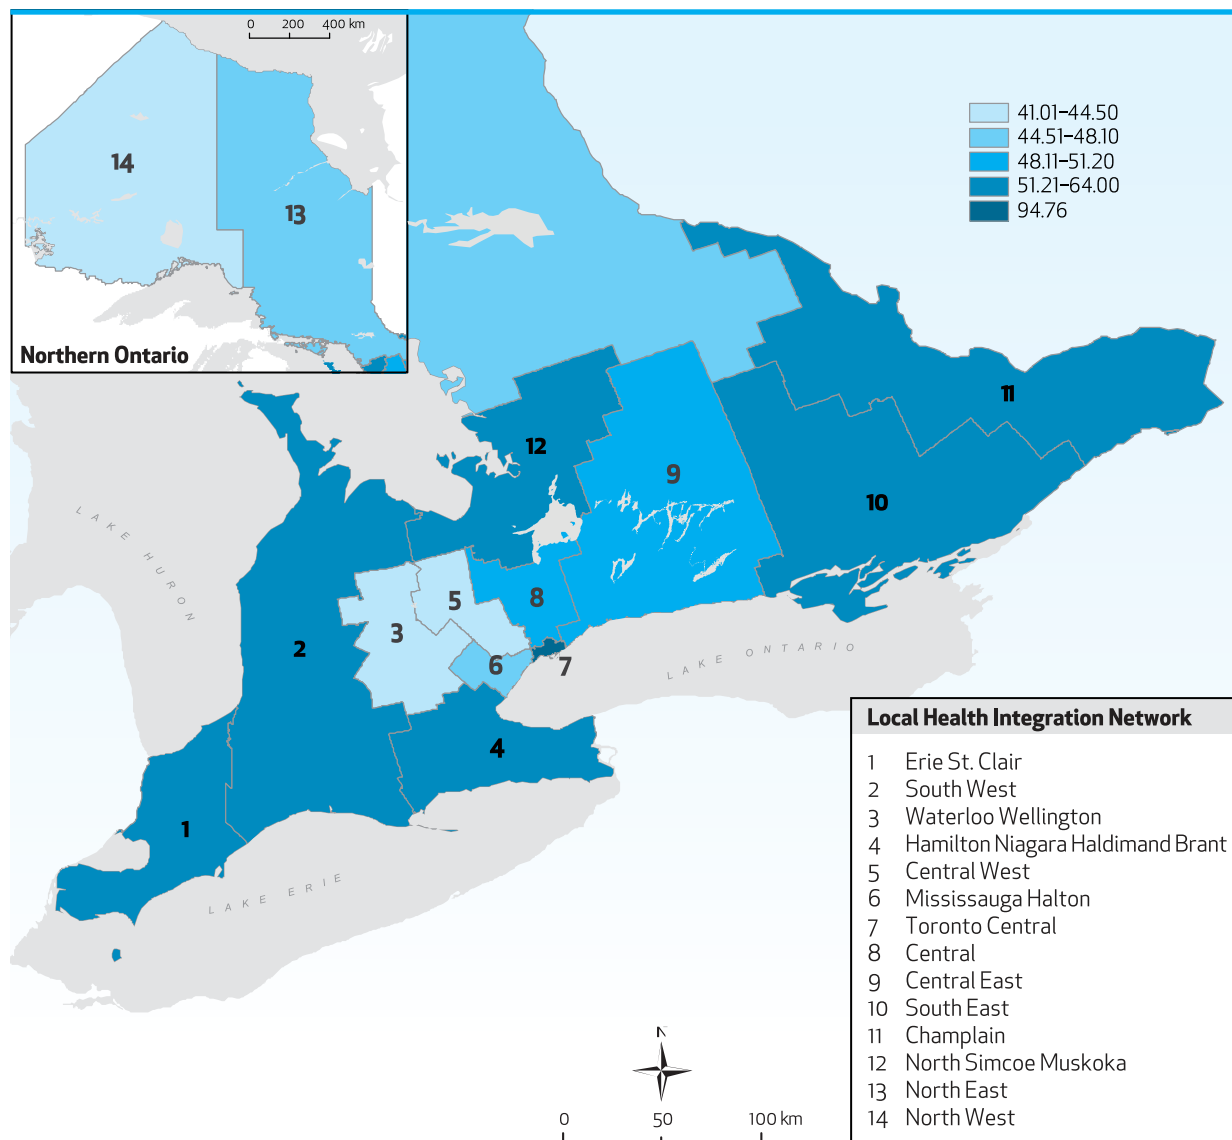 0 200 400 km
14
13
Northern Ontario
41.01–44.50
44.51–48.10
48.11–51.20
51.21–64.00
94.76
11
12
9
10
LAKE HURON
5
8
3
2
6
7
LAKE ONTARIO
4
1
LAKE ERIE
Local Health Integration Network
1 Erie St. Clair
2 South West
3 Waterloo Wellington
4 Hamilton Niagara Haldimand Brant
5 Central West
6 Mississauga Halton
7 Toronto Central
8 Central
9 Central East
10 South East
11 Champlain
12 North Simcoe Muskoka
13 North East
14 North West
N
0 50 100 km